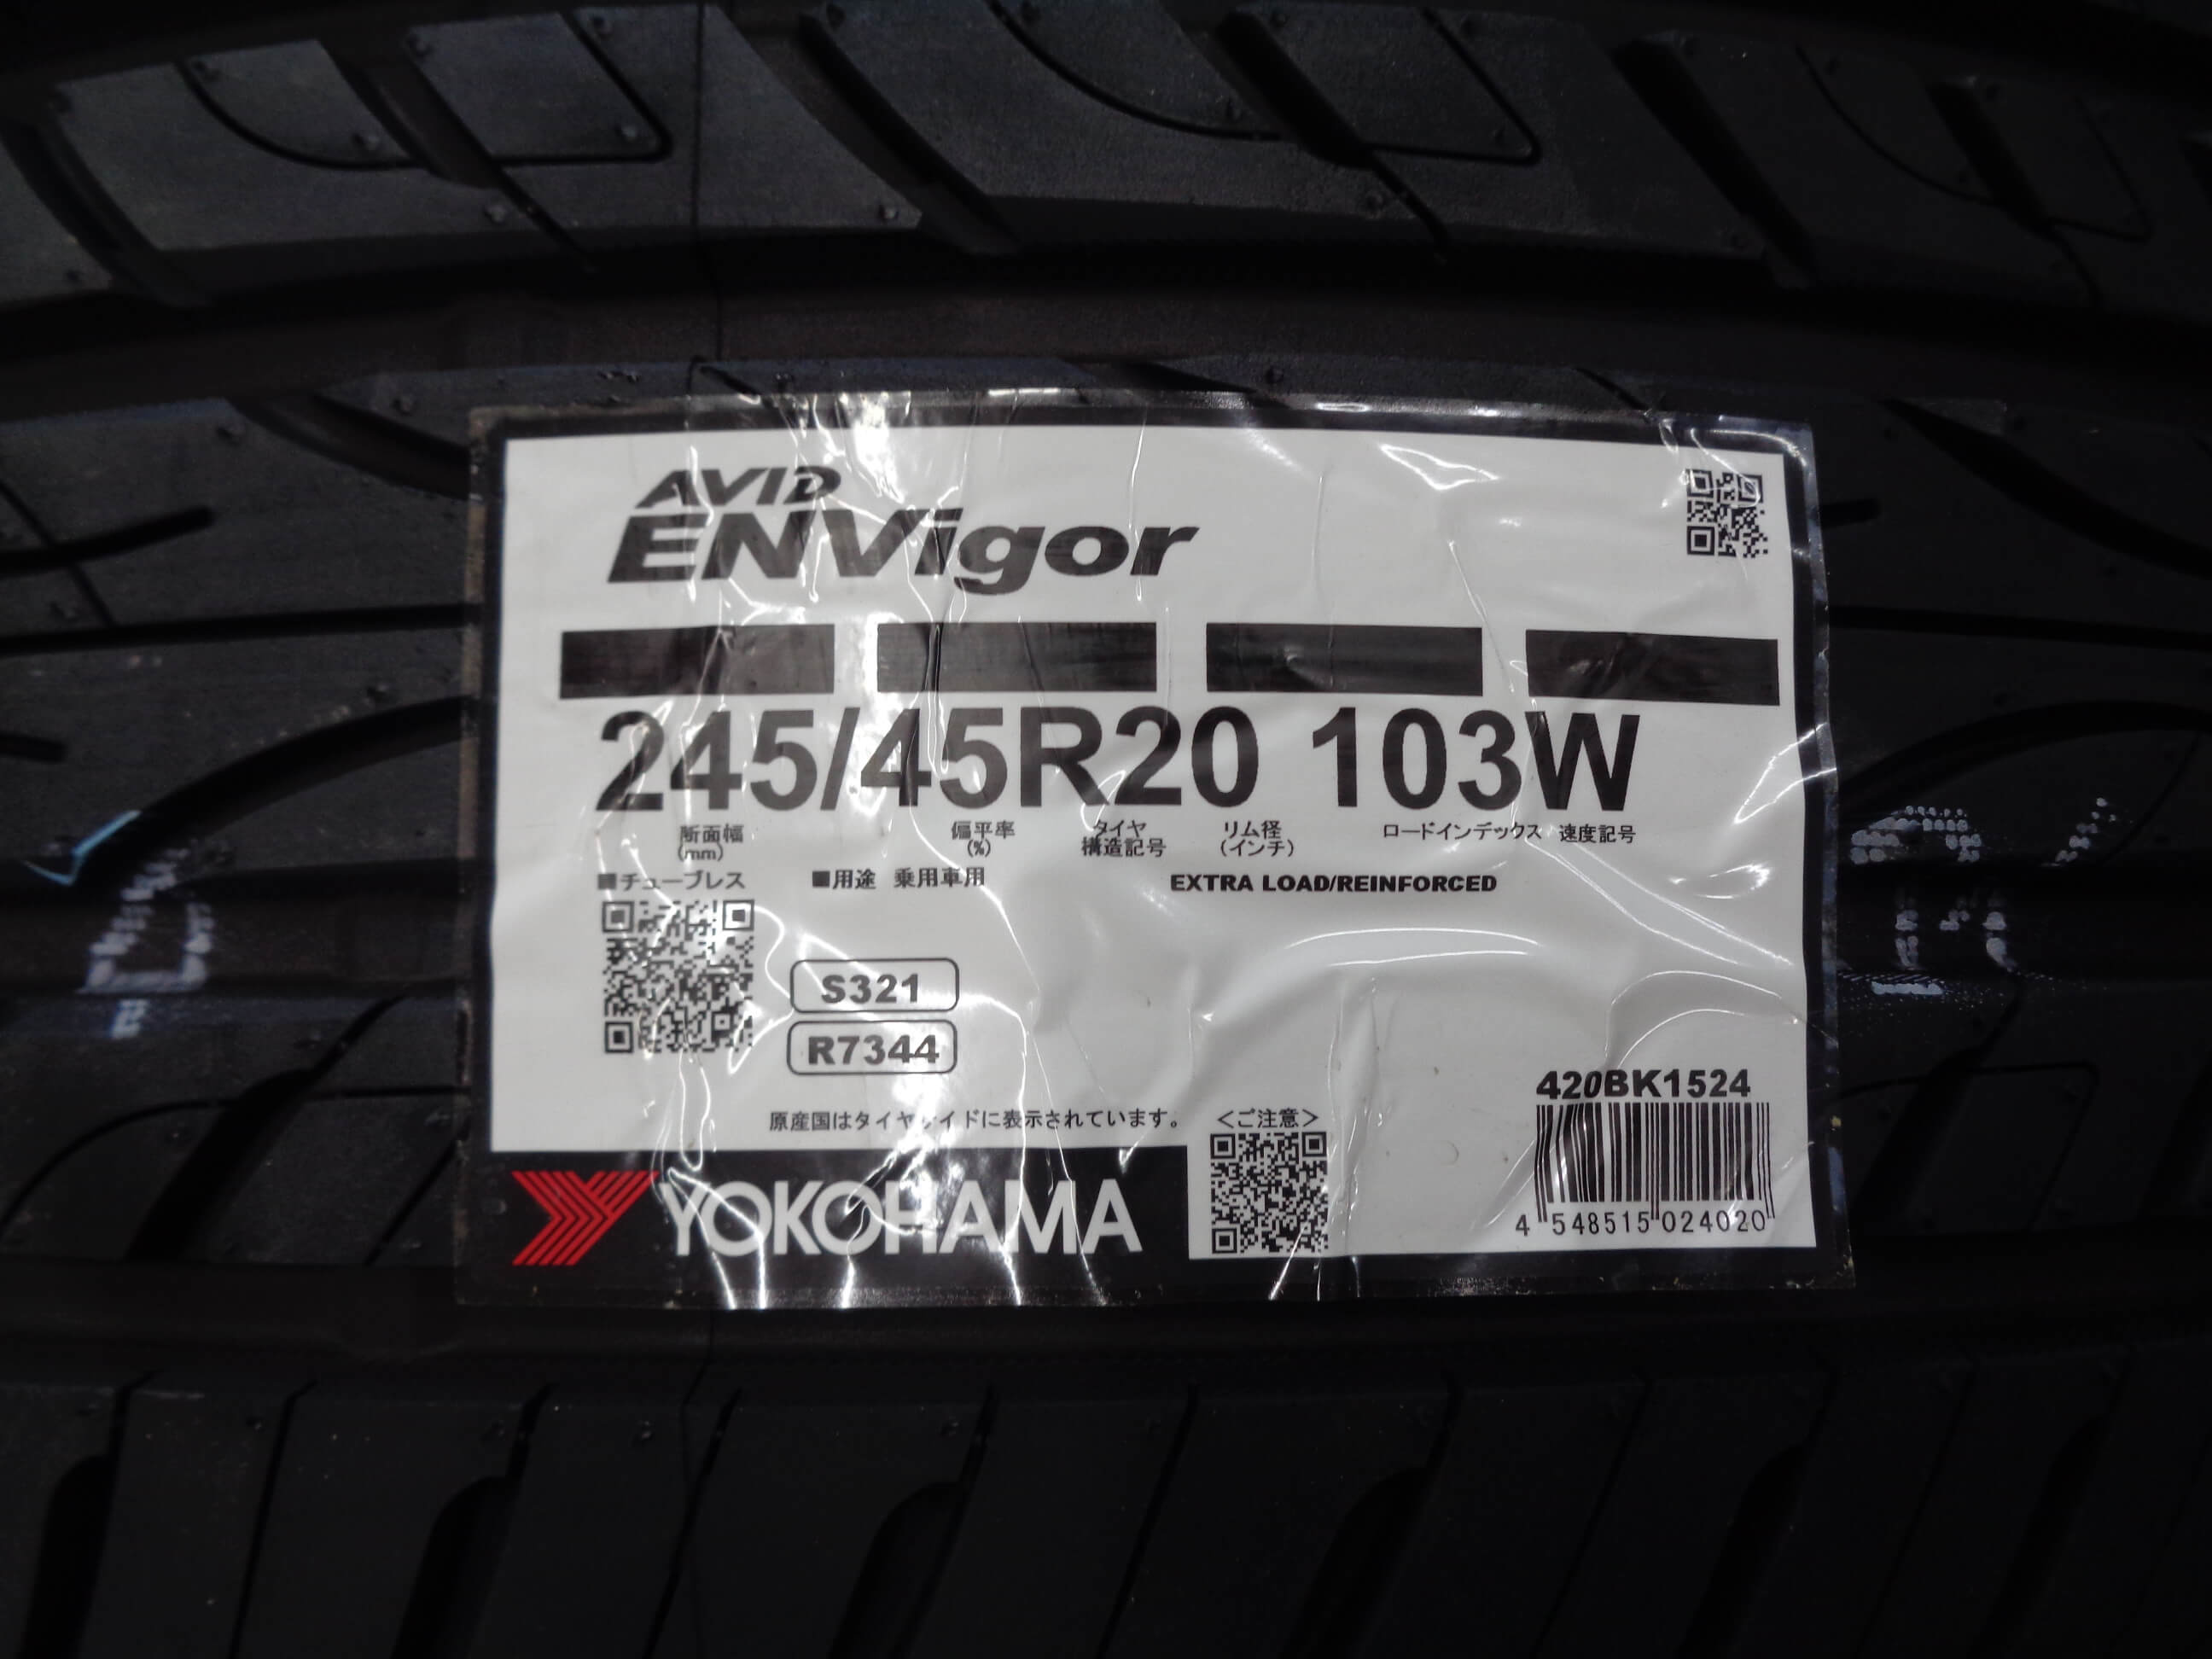 AVID
ENVigor
245/45R20 103W
断面幅 偏平率 タイヤ リム径 ロードインデックス 速度記号
(mm) (%) 構造記号 (インチ)
■チューブレス ■用途 乗用車用 EXTRA LOAD/REINFORCED
S321
R7344
420BK1524
原産国はタイヤサイドに表示されています。 <ご注意>
YOKOHAMA
4 548515 024020